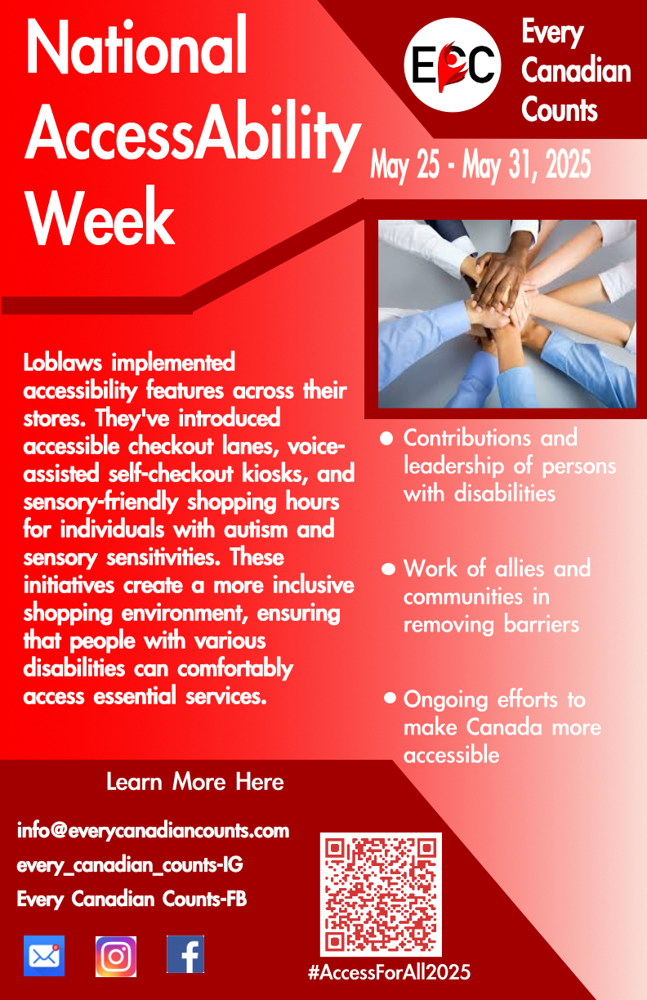 National
AccessAbility
Week
ECC
Every
Canadian
Counts
May 25 - May 31, 2025
Loblaws implemented
accessibility features across their
stores. They've introduced
accessible checkout lanes, voice-
assisted self-checkout kiosks, and
sensory-friendly shopping hours
for individuals with autism and
sensory sensitivities. These
initiatives create a more inclusive
shopping environment, ensuring
that people with various
disabilities can comfortably
access essential services.
● Contributions and
leadership of persons
with disabilities
● Work of allies and
communities in
removing barriers
● Ongoing efforts to
make Canada more
accessible
Learn More Here
info@everycanadiancounts.com
every_canadian_counts-IG
Every Canadian Counts-FB
#AccessForAll2025